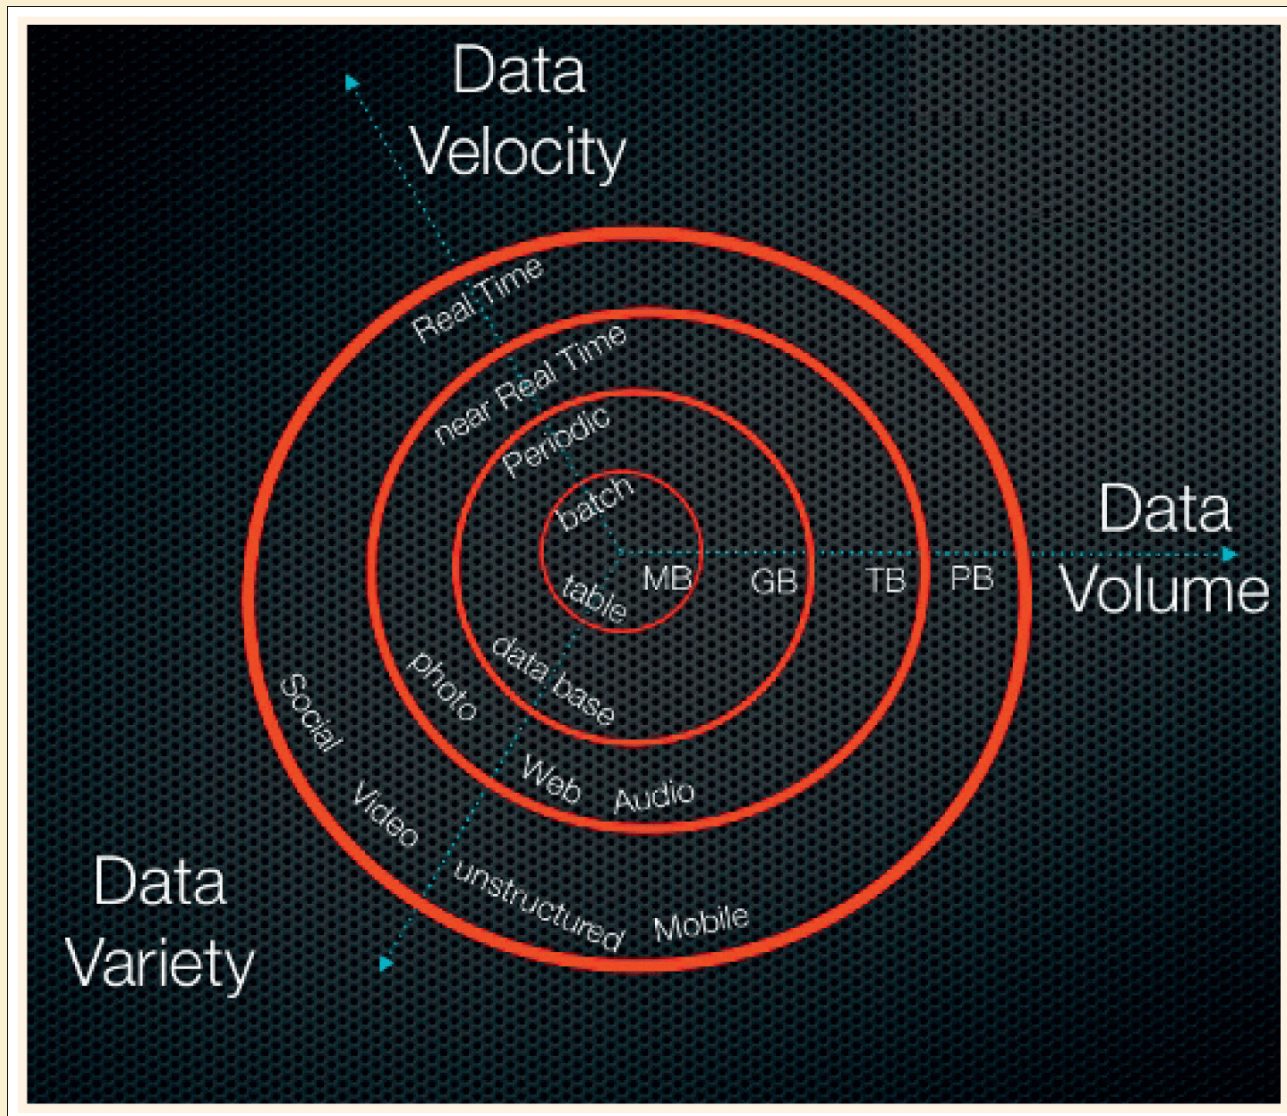 Data
Velocity
Real Time
near Real Time
Periodic
batch
Data
Volume
MB GB TB PB
table
data base
photo Web Audio
Social Video unstructured Mobile
Data
Variety